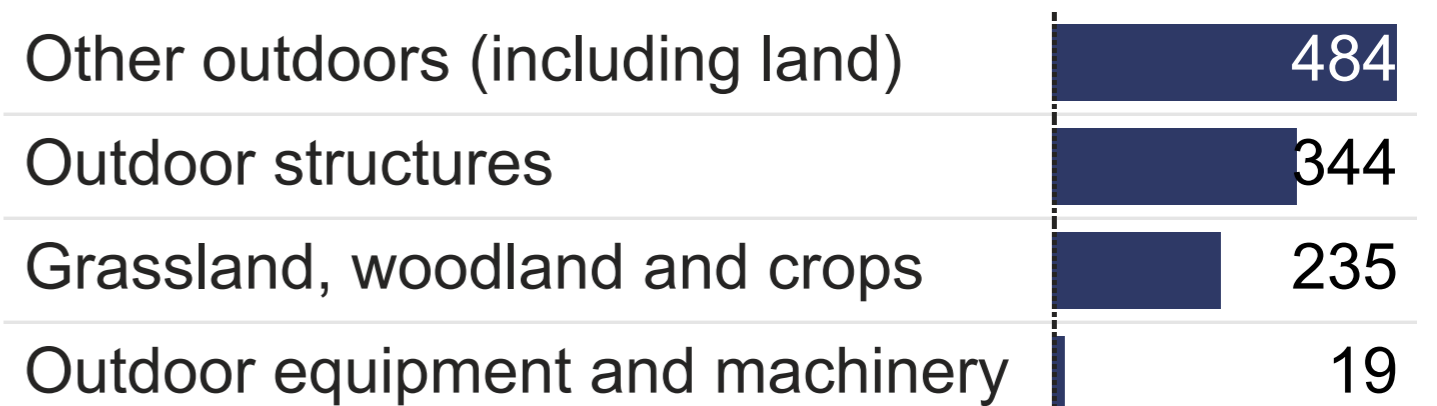 Other outdoors (including land) 484
Outdoor structures 344
Grassland, woodland and crops 235
Outdoor equipment and machinery 19